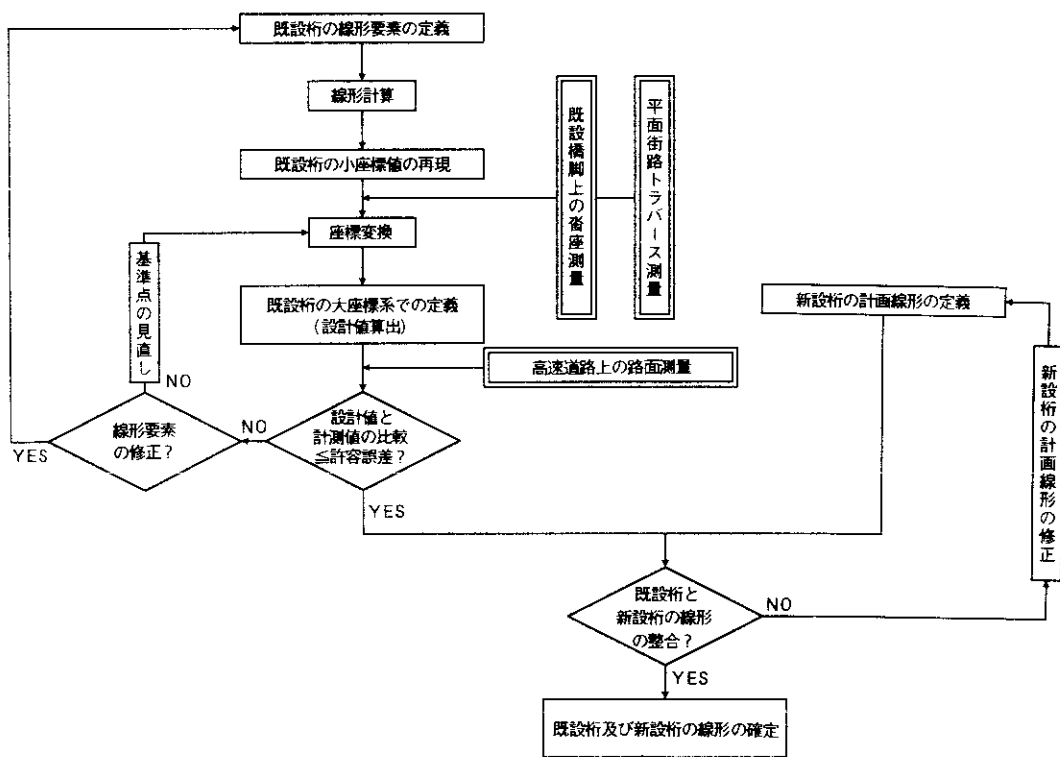 既設桁の線形要素の定義
線形計算
既設桁の小座標値の再現
既設橋脚上の沓座測量
平面街路トラバース測量
座標変換
基準点の見直し
既設桁の大座標系での定義
(設計値算出)
新設桁の計画線形の定義
高速道路上の路面測量
新設桁の計画線形の修正
NO
設計値と
計測値の比較
≦許容誤差?
NO
線形要素
の修正?
YES
YES
既設桁と
新設桁の線形
の整合?
NO
YES
既設桁及び新設桁の線形の確定